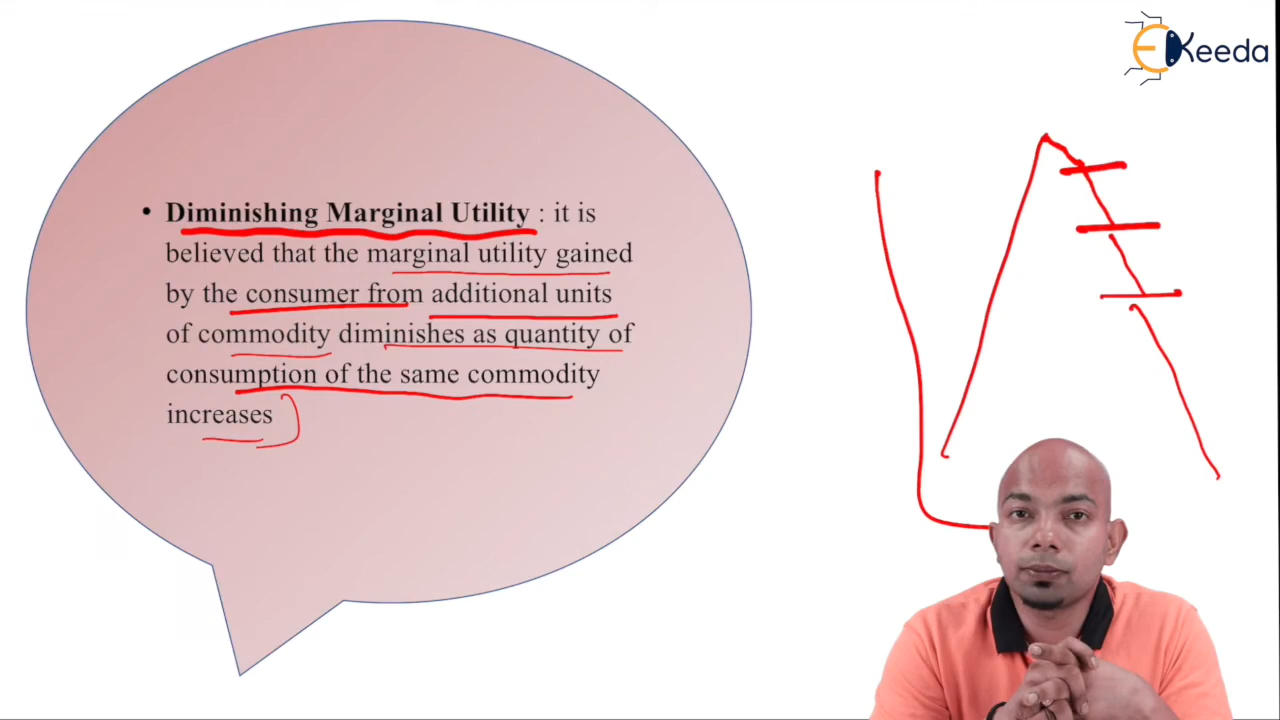 EKeeda
• Diminishing Marginal Utility : it is
believed that the marginal utility gained
by the consumer from additional units
of commodity diminishes as quantity of
consumption of the same commodity
increases